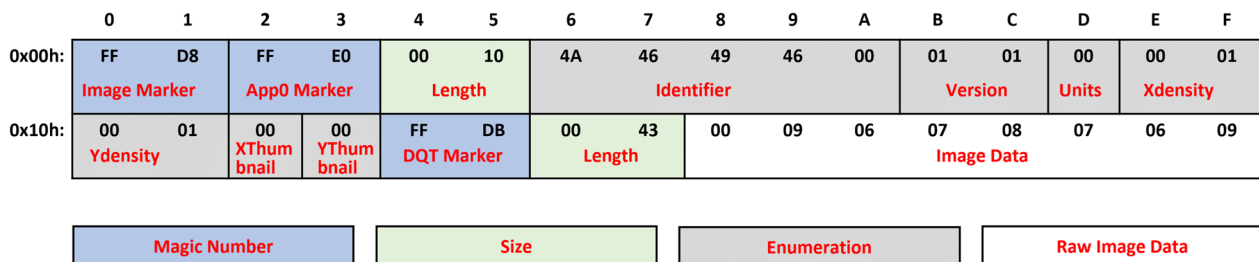 0 1 2 3 4 5 6 7 8 9 A B C D E F
0x00h: FF D8 FF E0 00 10 4A 46 49 46 00 01 01 00 00 01
Image Marker App0 Marker Length Identifier Version Units Xdensity
0x10h: 00 01 00 00 FF DB 00 43 00 09 06 07 08 07 06 09
Ydensity XThum bnail YThum bnail DQT Marker Length Image Data
Magic Number Size Enumeration Raw Image Data